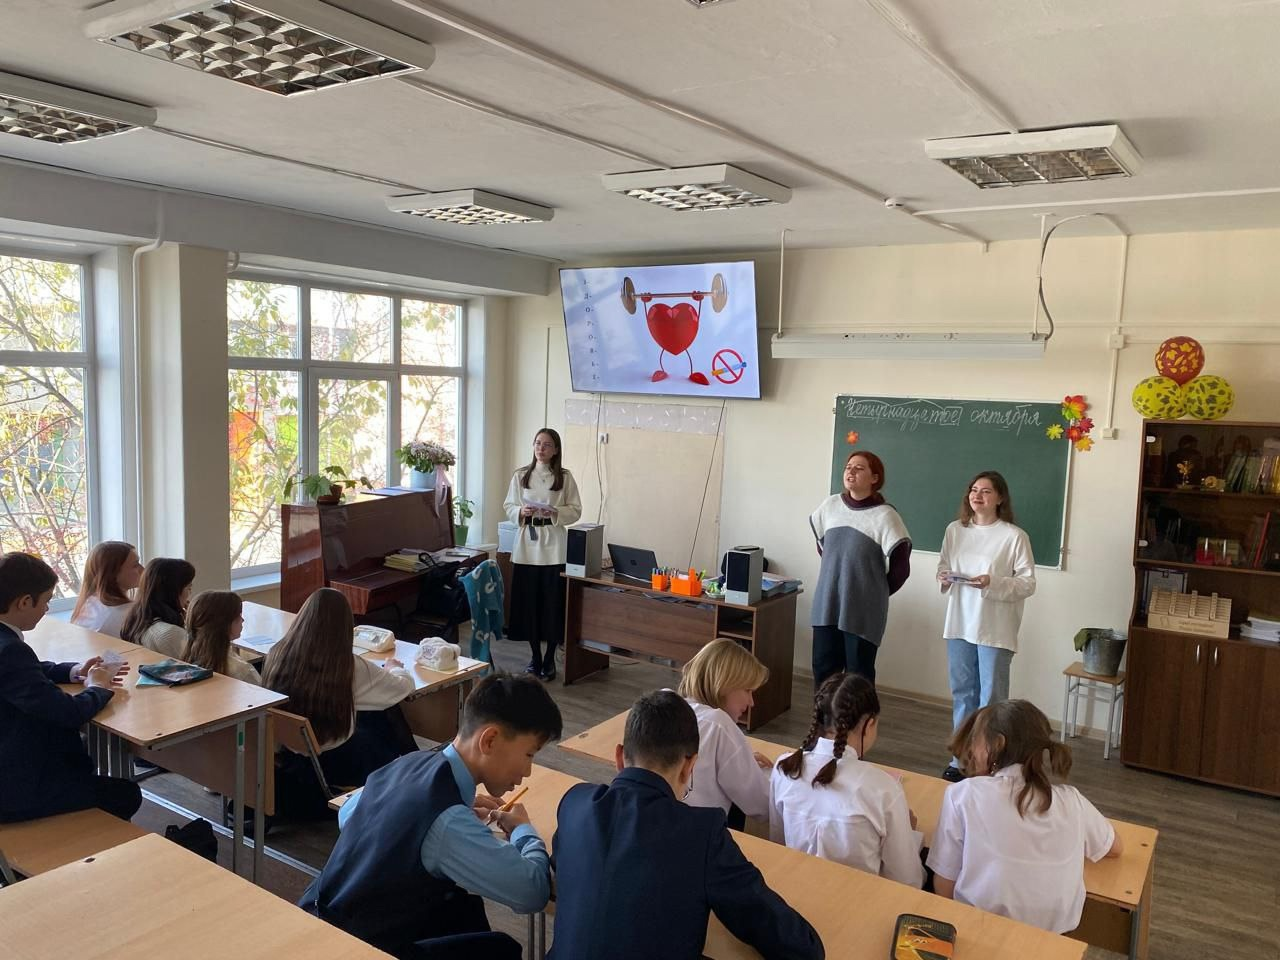 З-
Д-
О-
Р-
О-
В-
Ь-
Е-
Четырнадцатое октября